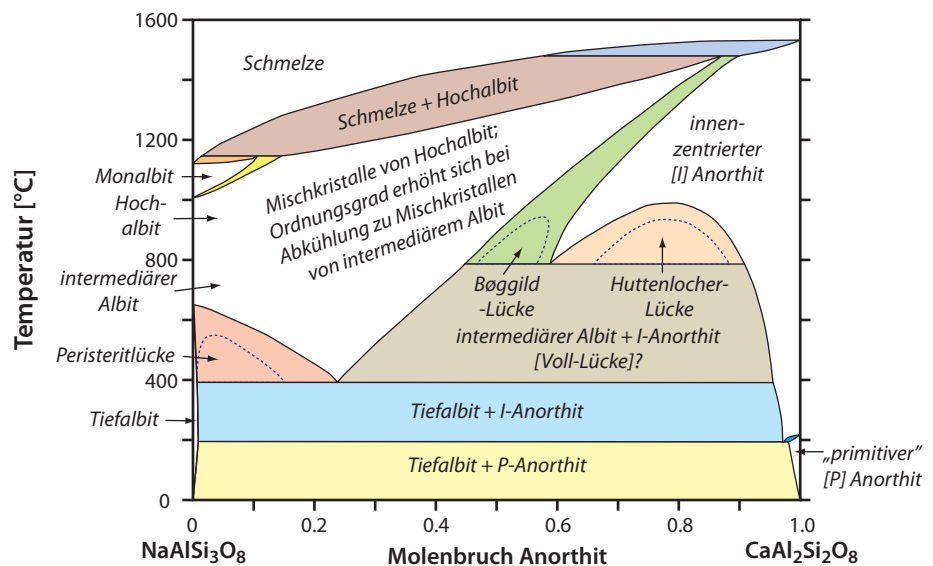 1600
Schmelze
Schmelze + Hochalbit
1200
Monalbit
Hoch-
albit
Mischkristalle von Hochalbit;
Ordnungsgrad erhöht sich bei
Abkühlung zu Mischkristallen
von intermediärem Albit
innen-
zentrierter
[I] Anorthit
Temperatur [°C]
800
intermediärer
Albit
Bøggild
-Lücke
Huttenlocher-
Lücke
intermediärer Albit + I-Anorthit
[Voll-Lücke]?
Peristeritlücke
400
Tiefalbit + I-Anorthit
Tiefalbit
Tiefalbit + P-Anorthit
„primitiver”
[P] Anorthit
0
0
0.2
0.4
0.6
0.8
1.0
NaAlSi₃O₈
Molenbruch Anorthit
CaAl₂Si₂O₈